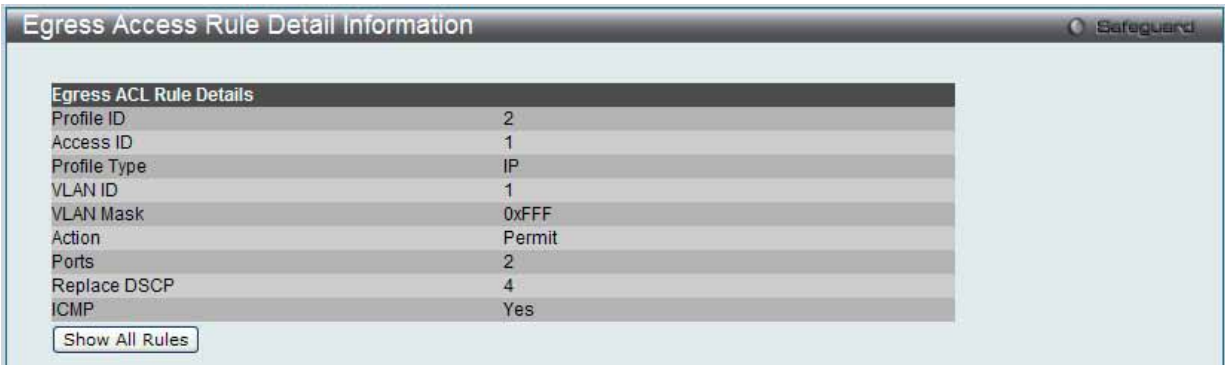 Egress Access Rule Detail Information
Safeguard
Egress ACL Rule Details
Profile ID 2
Access ID 1
Profile Type IP
VLAN ID 1
VLAN Mask 0xFFF
Action Permit
Ports 2
Replace DSCP 4
ICMP Yes
Show All Rules